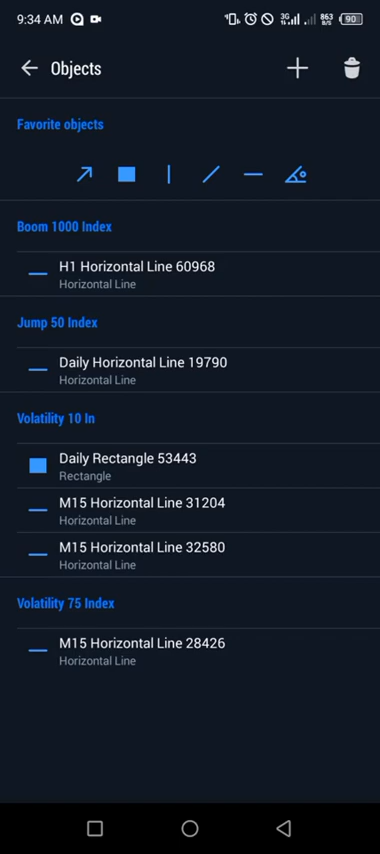 9:34 AM
3G
863
B/S
90
Objects
Favorite objects
Boom 1000 Index
H1 Horizontal Line 60968
Horizontal Line
Jump 50 Index
Daily Horizontal Line 19790
Horizontal Line
Volatility 10 In
Daily Rectangle 53443
Rectangle
M15 Horizontal Line 31204
Horizontal Line
M15 Horizontal Line 32580
Horizontal Line
Volatility 75 Index
M15 Horizontal Line 28426
Horizontal Line